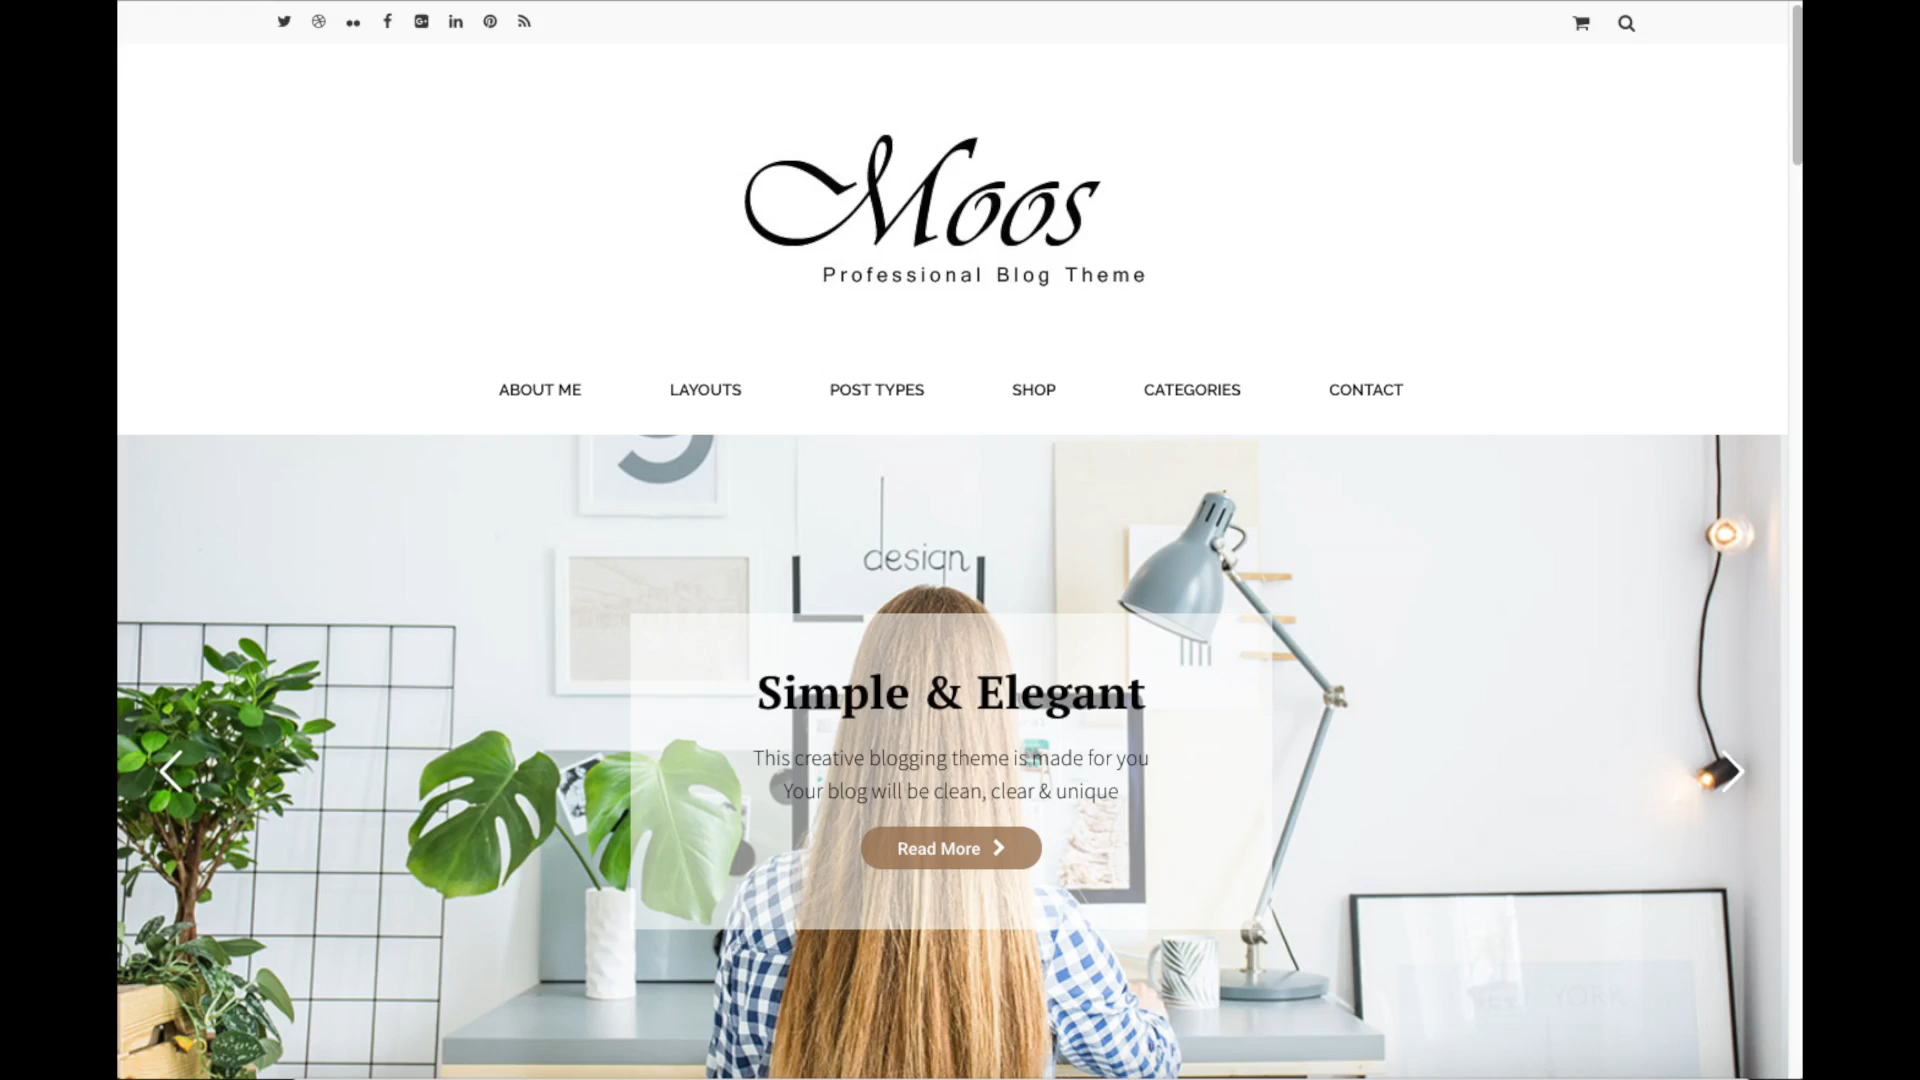 Moos
Professional Blog Theme
ABOUT ME LAYOUTS POST TYPES SHOP CATEGORIES CONTACT
design
Simple & Elegant
This creative blogging theme is made for you
Your blog will be clean, clear & unique
Read More
YORK